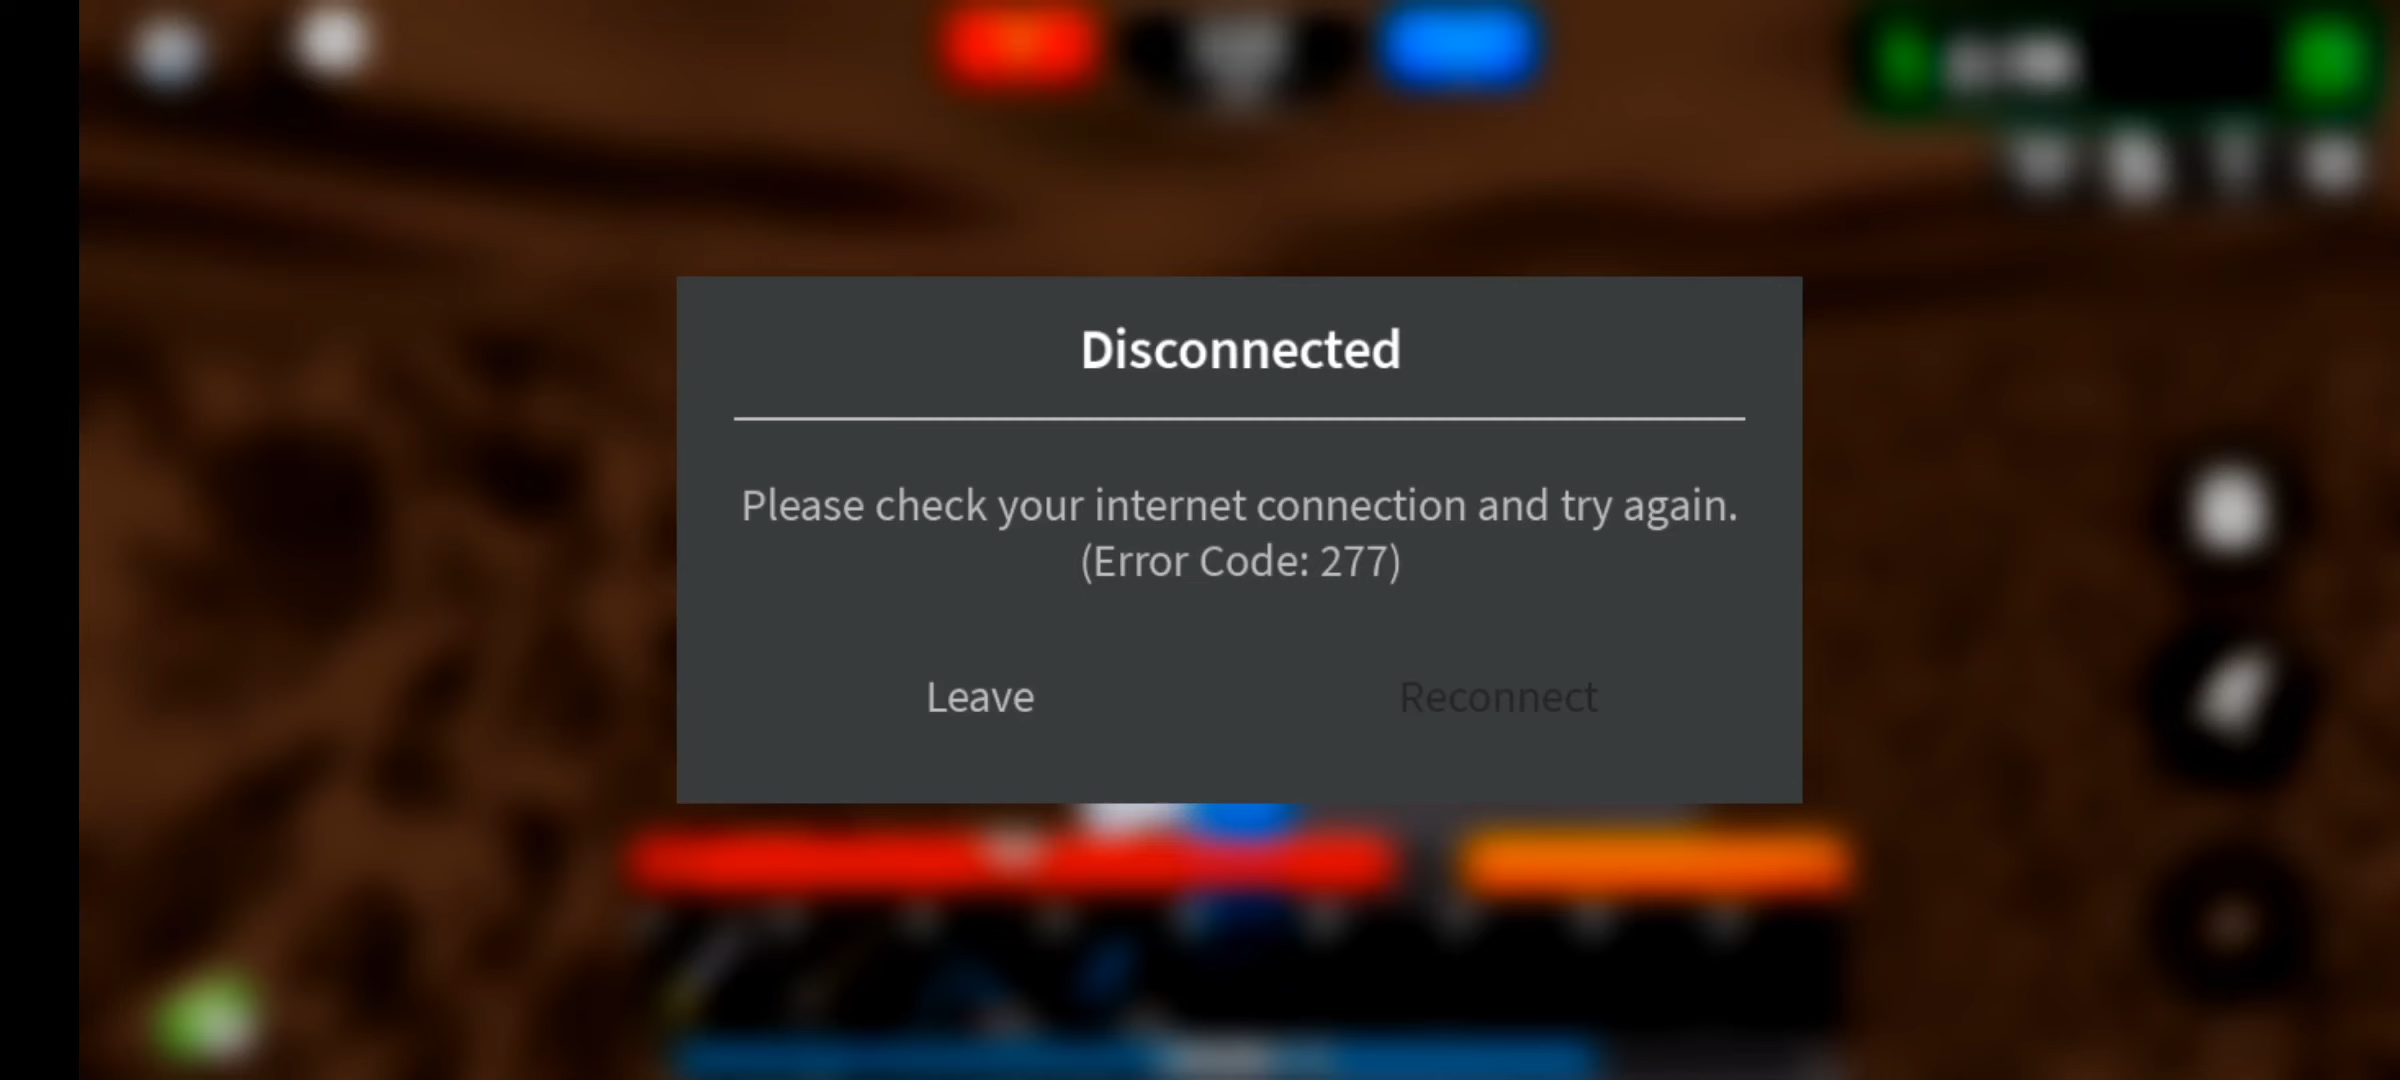 Disconnected
Please check your internet connection and try again.
(Error Code: 277)
Leave
Reconnect